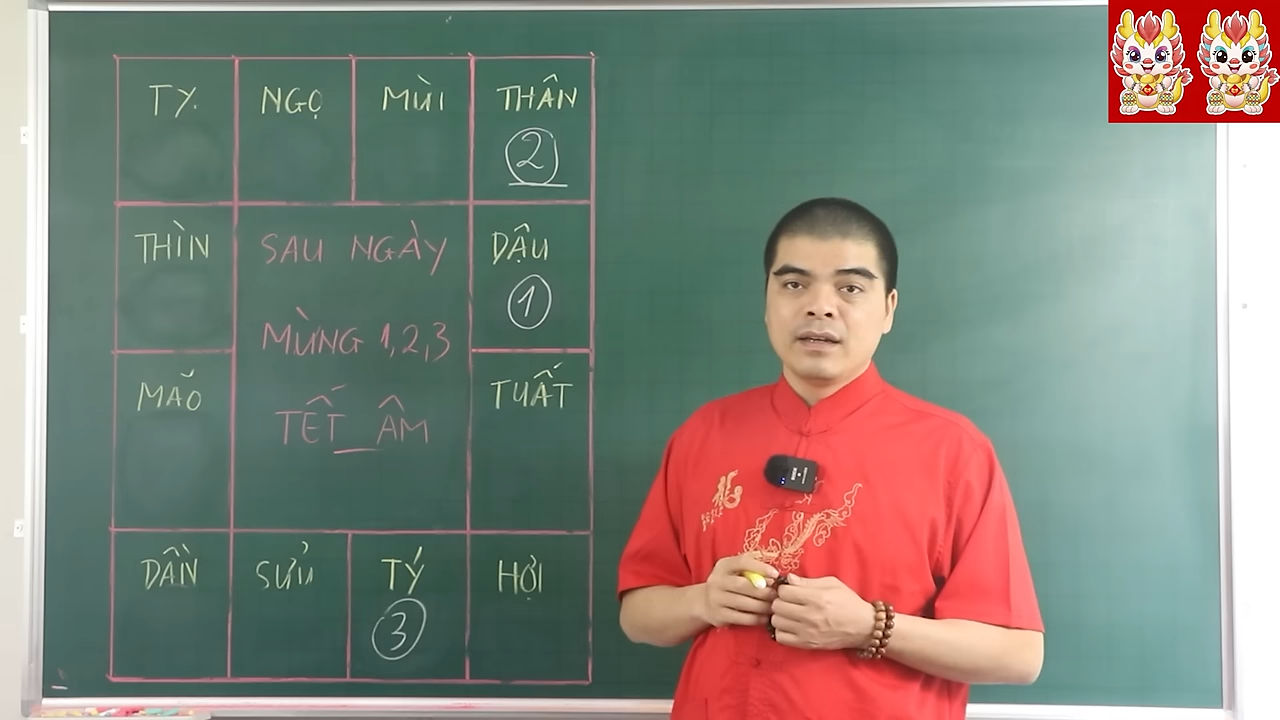 TỴ.
NGỌ
MÙI
THÂN
2
THÌN
SAU NGÀY
MÙNG 1,2,3
TẾT ÂM
DẬU
1
MÃO
TUẤT
DẦN
SỬU
TÝ
3
HỢI